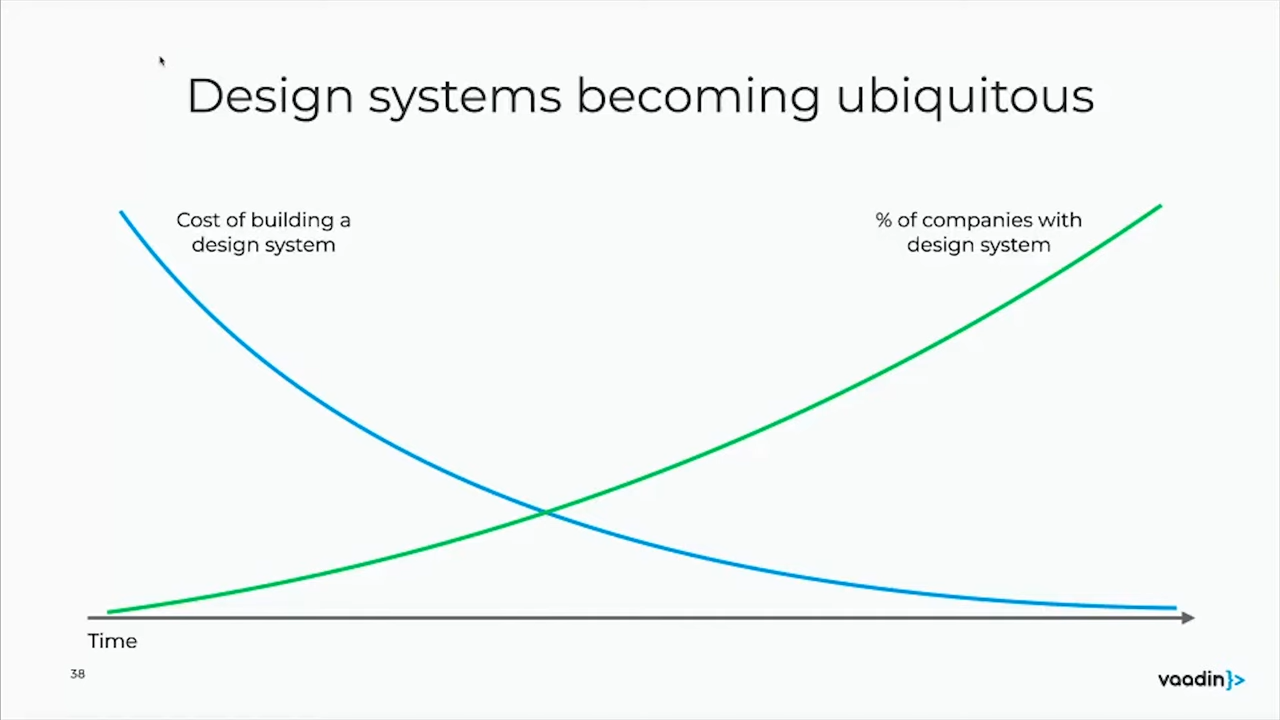 Design systems becoming ubiquitous
Cost of building a
design system
% of companies with
design system
Time
38
vaadin}>